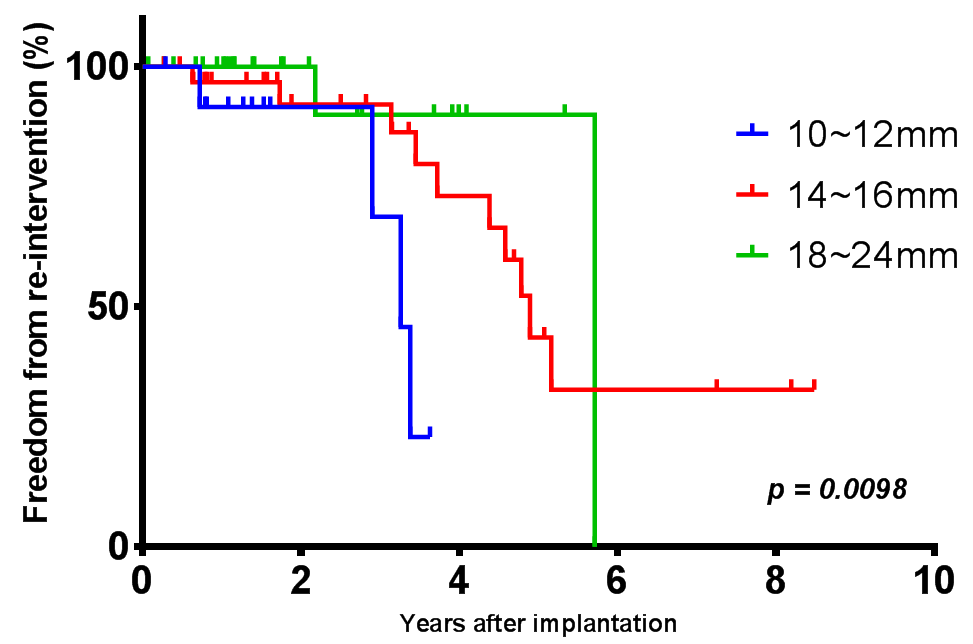 Freedom from re-intervention (%)
100
50
0
10~12mm
14~16mm
18~24mm
p = 0.0098
0 2 4 6 8 10
Years after implantation